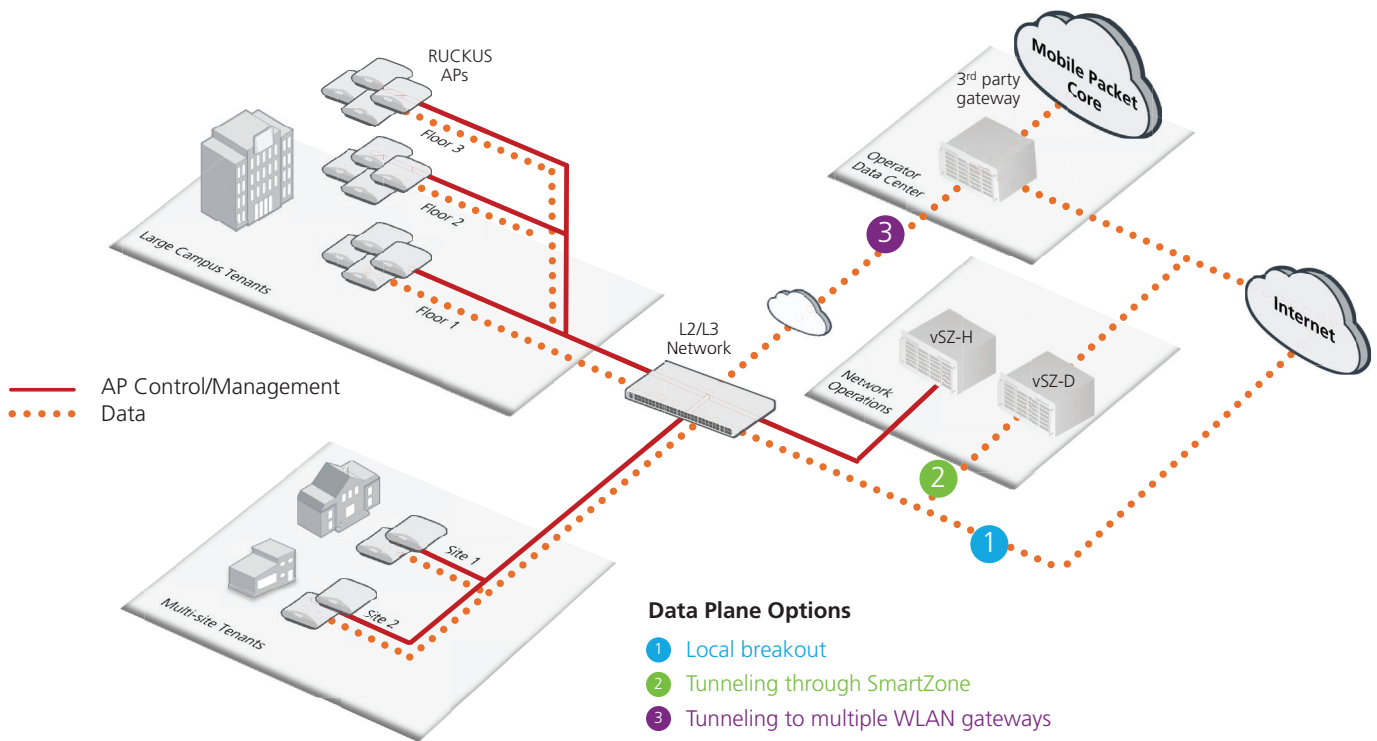 RUCKUS
APs
Floor 3
Floor 2
Floor 1
Large Campus Tenants
Mobile Packet
Core
3rd party
gateway
Operator
Data Center
3
L2/L3
Network
Internet
vSZ-H
vSZ-D
Network
Operations
2
1
AP Control/Management
Data
Site 1
Site 2
Multi-site Tenants
Data Plane Options
1 Local breakout
2 Tunneling through SmartZone
3 Tunneling to multiple WLAN gateways